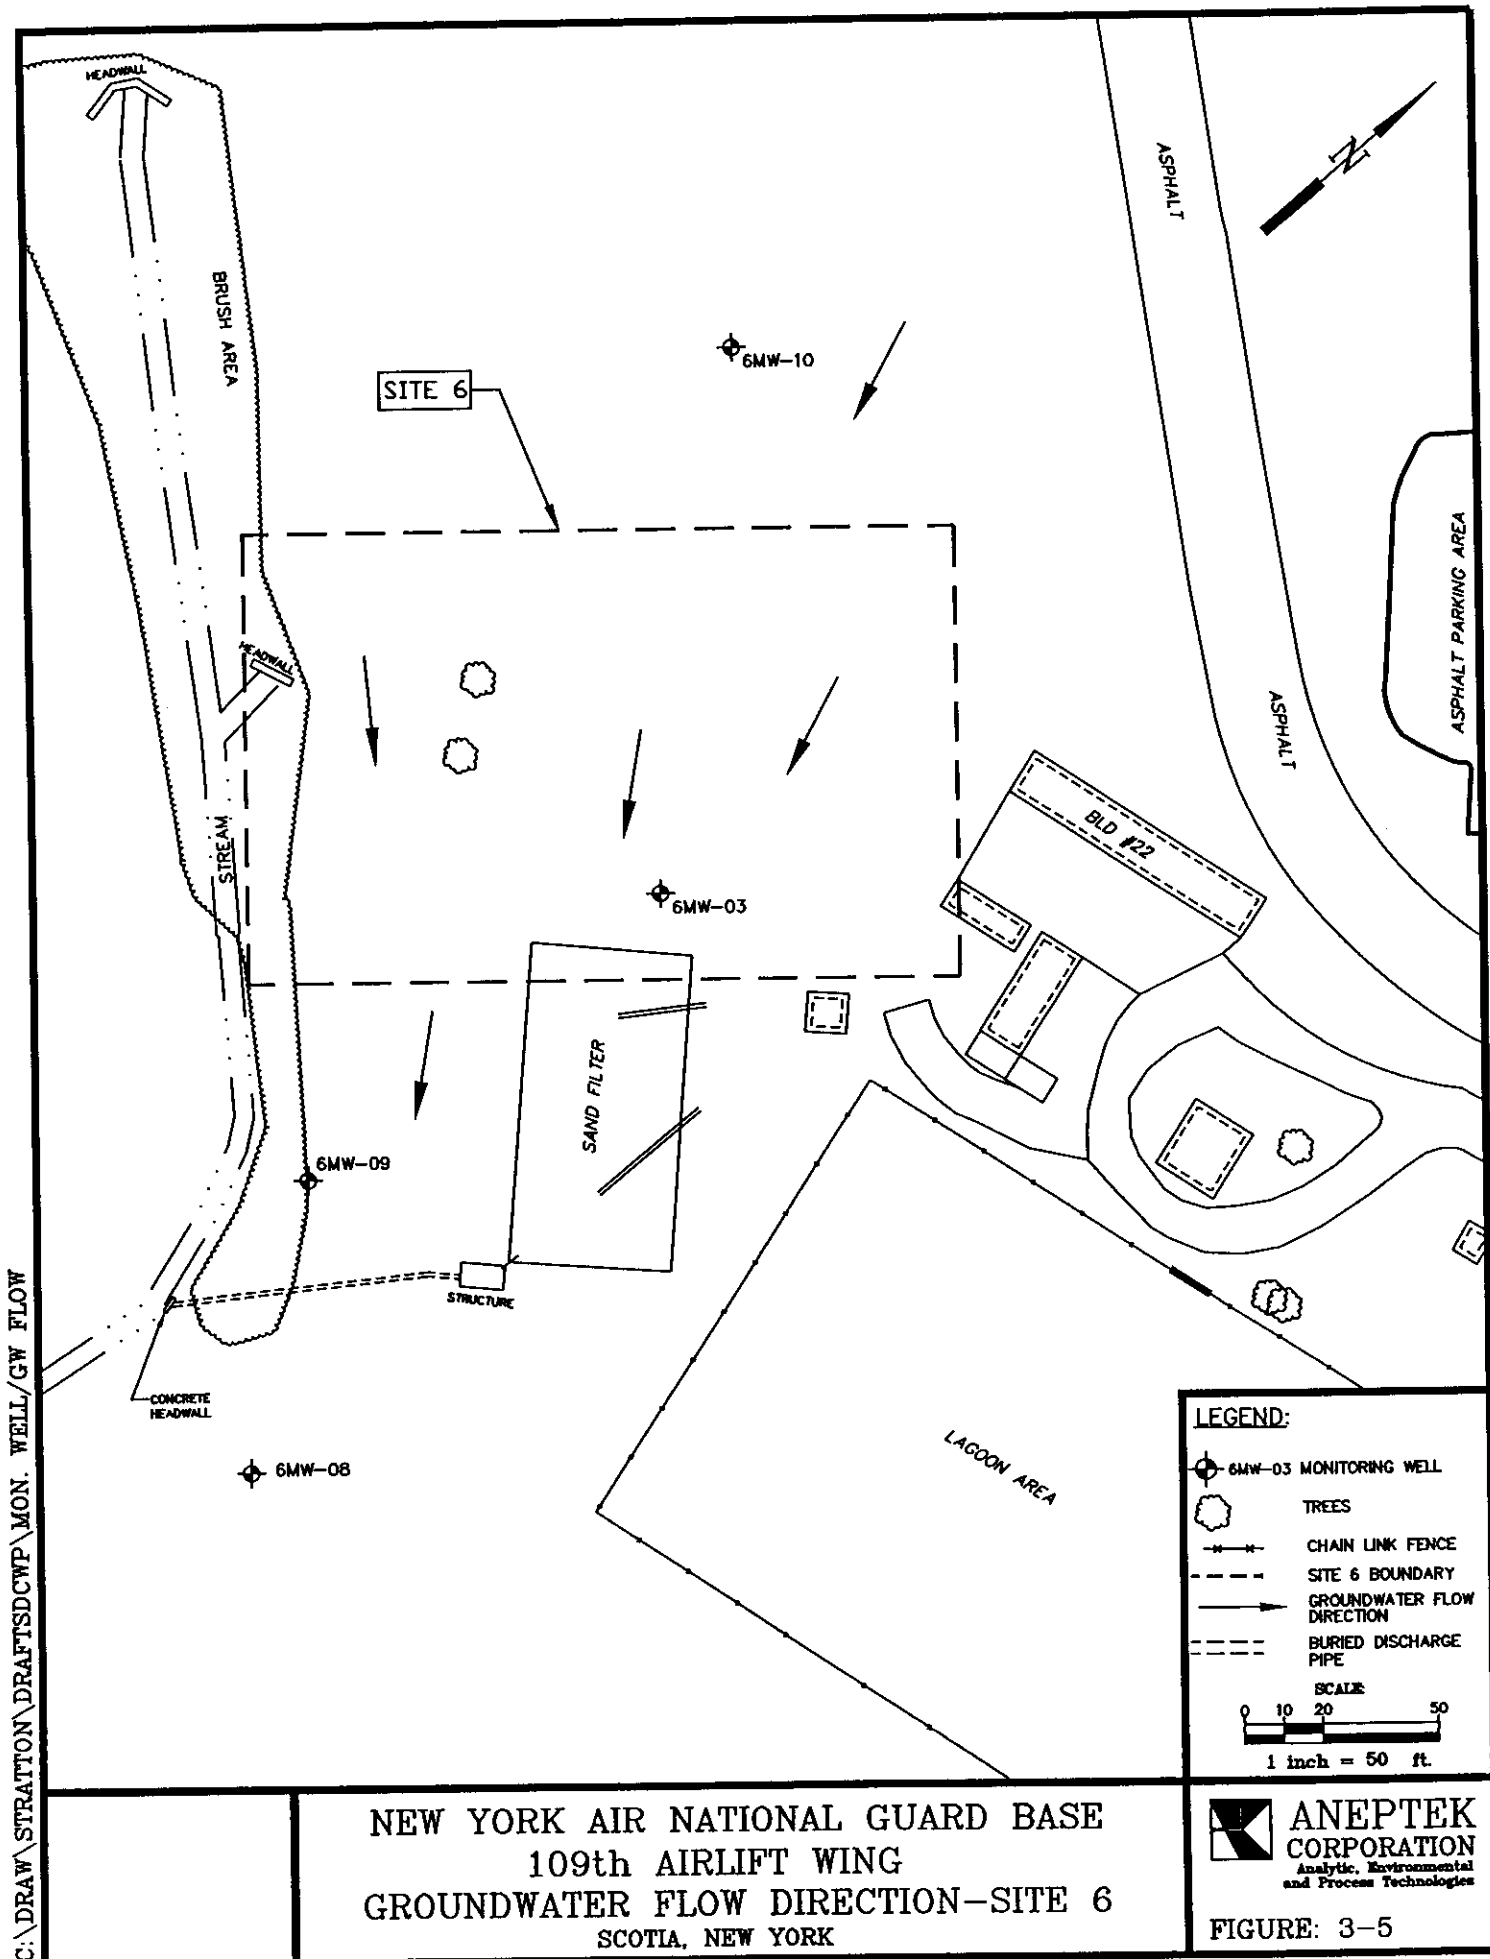 HEADWALL
N
ASPHALT
BRUSH AREA
6MW-10
SITE 6
ASPHALT PARKING AREA
HEADWALL
ASPHALT
BLD #22
STREAM
6MW-03
SAND FILTER
6MW-09
STRUCTURE
CONCRETE
HEADWALL
6MW-08
LAGOON AREA
LEGEND:
6MW-03 MONITORING WELL
TREES
CHAIN LINK FENCE
SITE 6 BOUNDARY
GROUNDWATER FLOW
DIRECTION
BURIED DISCHARGE
PIPE
SCALE
0 10 20 50
1 inch = 50 ft.
C:\DRAW\STRATTON\DRAFTSDCWP\MON. WELL/GW FLOW
NEW YORK AIR NATIONAL GUARD BASE
109th AIRLIFT WING
GROUNDWATER FLOW DIRECTION-SITE 6
SCOTIA, NEW YORK
ANEPTEK
CORPORATION
Analytic, Environmental
and Process Technologies
FIGURE: 3-5